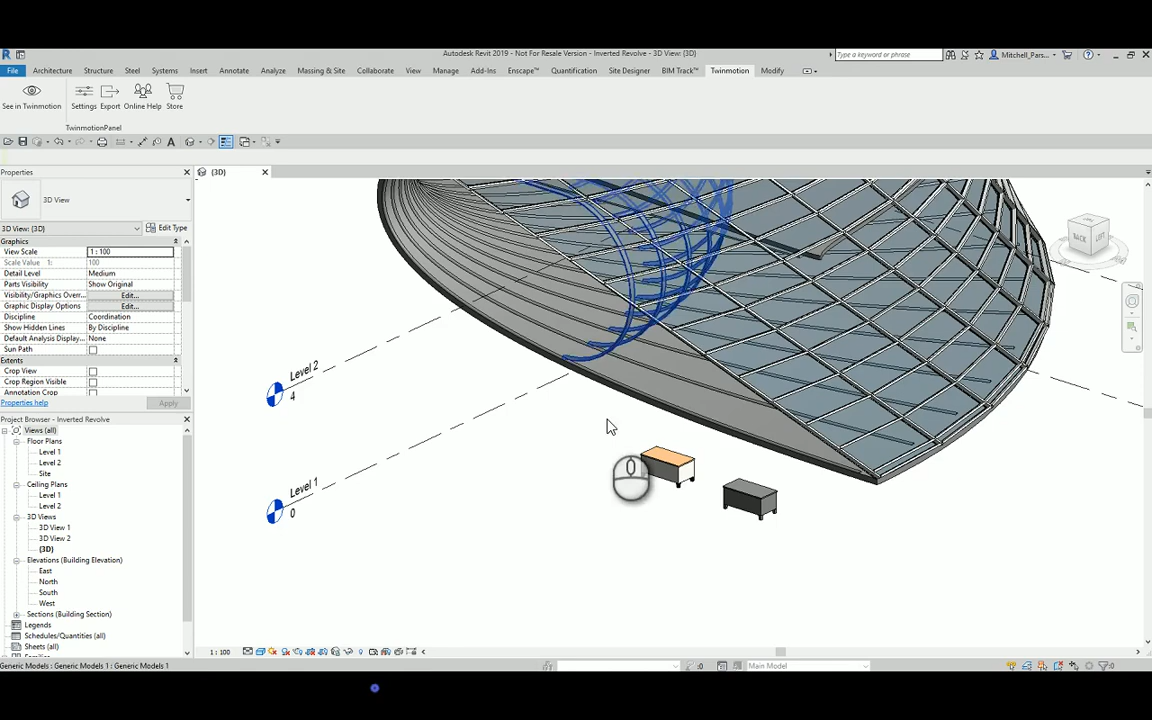 Autodesk Revit 2019 - Not For Resale Version - Inverted Revolve - 3D View: {3D}
Type a keyword or phrase
Mitchell_Pars...
File Architecture Structure Steel Systems Insert Annotate Analyze Massing & Site Collaborate View Manage Add-Ins Enscape™ Quantification Site Designer BIM Track™ Twinmotion Modify
See in Twinmotion Settings Export Online Help Store
TwinmotionPanel
Properties
{3D}
3D View
3D View: {3D}
Edit Type
Graphics
View Scale 1 : 100
Scale Value 1: 100
Detail Level Medium
Parts Visibility Show Original
Visibility/Graphics Overr... Edit...
Graphic Display Options Edit...
Discipline Coordination
Show Hidden Lines By Discipline
Default Analysis Display... None
Sun Path
Extents
Crop View
Crop Region Visible
Annotation Crop
Properties help
Apply
Project Browser - Inverted Revolve
Views (all)
Floor Plans
Level 1
Level 2
Site
Ceiling Plans
Level 1
Level 2
3D Views
3D View 1
3D View 2
{3D}
Elevations (Building Elevation)
East
North
South
West
Sections (Building Section)
Legends
Schedules/Quantities (all)
Sheets (all)
Level 2
4
Level 1
0
BACK
LEFT
1 : 100
Generic Models : Generic Models 1 : Generic Models 1
:0
Main Model
:0